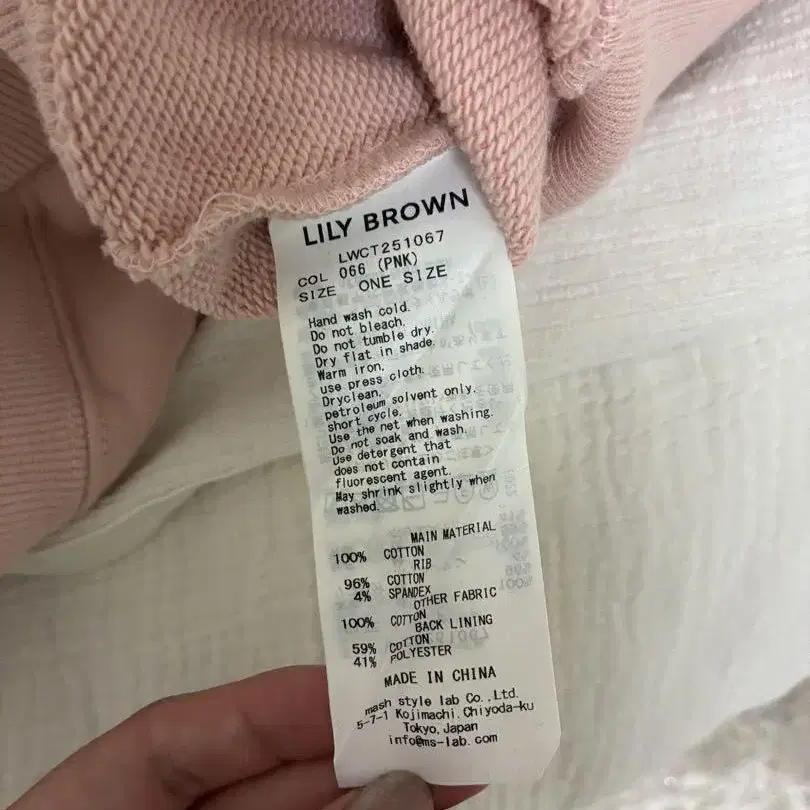 LILY BROWN
LWCT251067
COL 066 (PNK)
SIZE ONE SIZE
Hand wash cold.
Do not bleach.
Do not tumble dry.
Dry flat in shade.
Warm iron,
use press cloth.
Dryclean,
petroleum solvent only.
short cycle.
Use the net when washing.
Do not soak and wash.
Use detergent that
does not contain
fluorescent agent.
May shrink slightly when
washed.
MAIN MATERIAL
100% COTTON
RIB
96% COTTON
4% SPANDEX
OTHER FABRIC
100% COTTON
BACK LINING
59% COTTON
41% POLYESTER
MADE IN CHINA
mash style lab Co.,Ltd.
5-7-1 Kojimachi, Chiyoda-ku
Tokyo, Japan
info@ms-lab.com